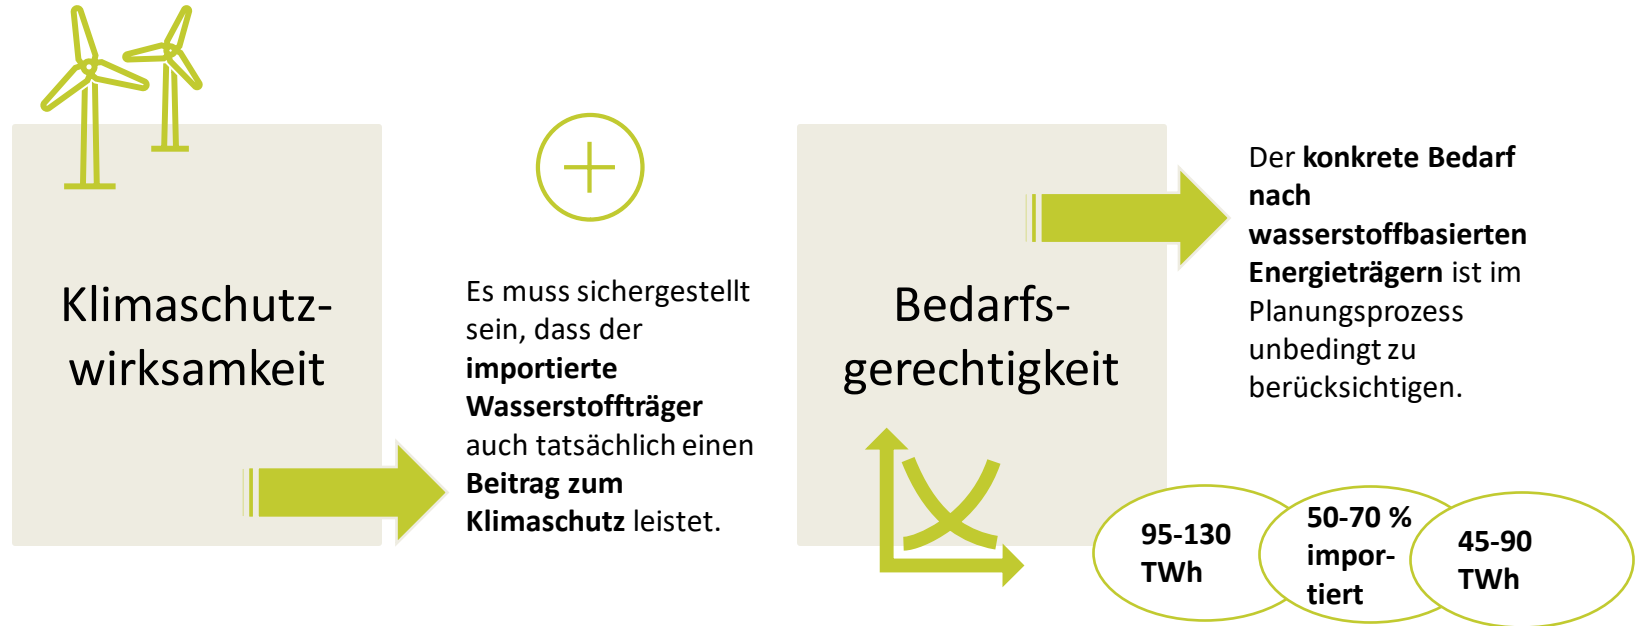 Klimaschutz-
wirksamkeit
Es muss sichergestellt
sein, dass der
importierte
Wasserstoffträger
auch tatsächlich einen
Beitrag zum
Klimaschutz leistet.
Bedarfs-
gerechtigkeit
Der konkrete Bedarf
nach
wasserstoffbasierten
Energieträgern ist im
Planungsprozess
unbedingt zu
berücksichtigen.
95-130
TWh
50-70 %
impor-
tiert
45-90
TWh